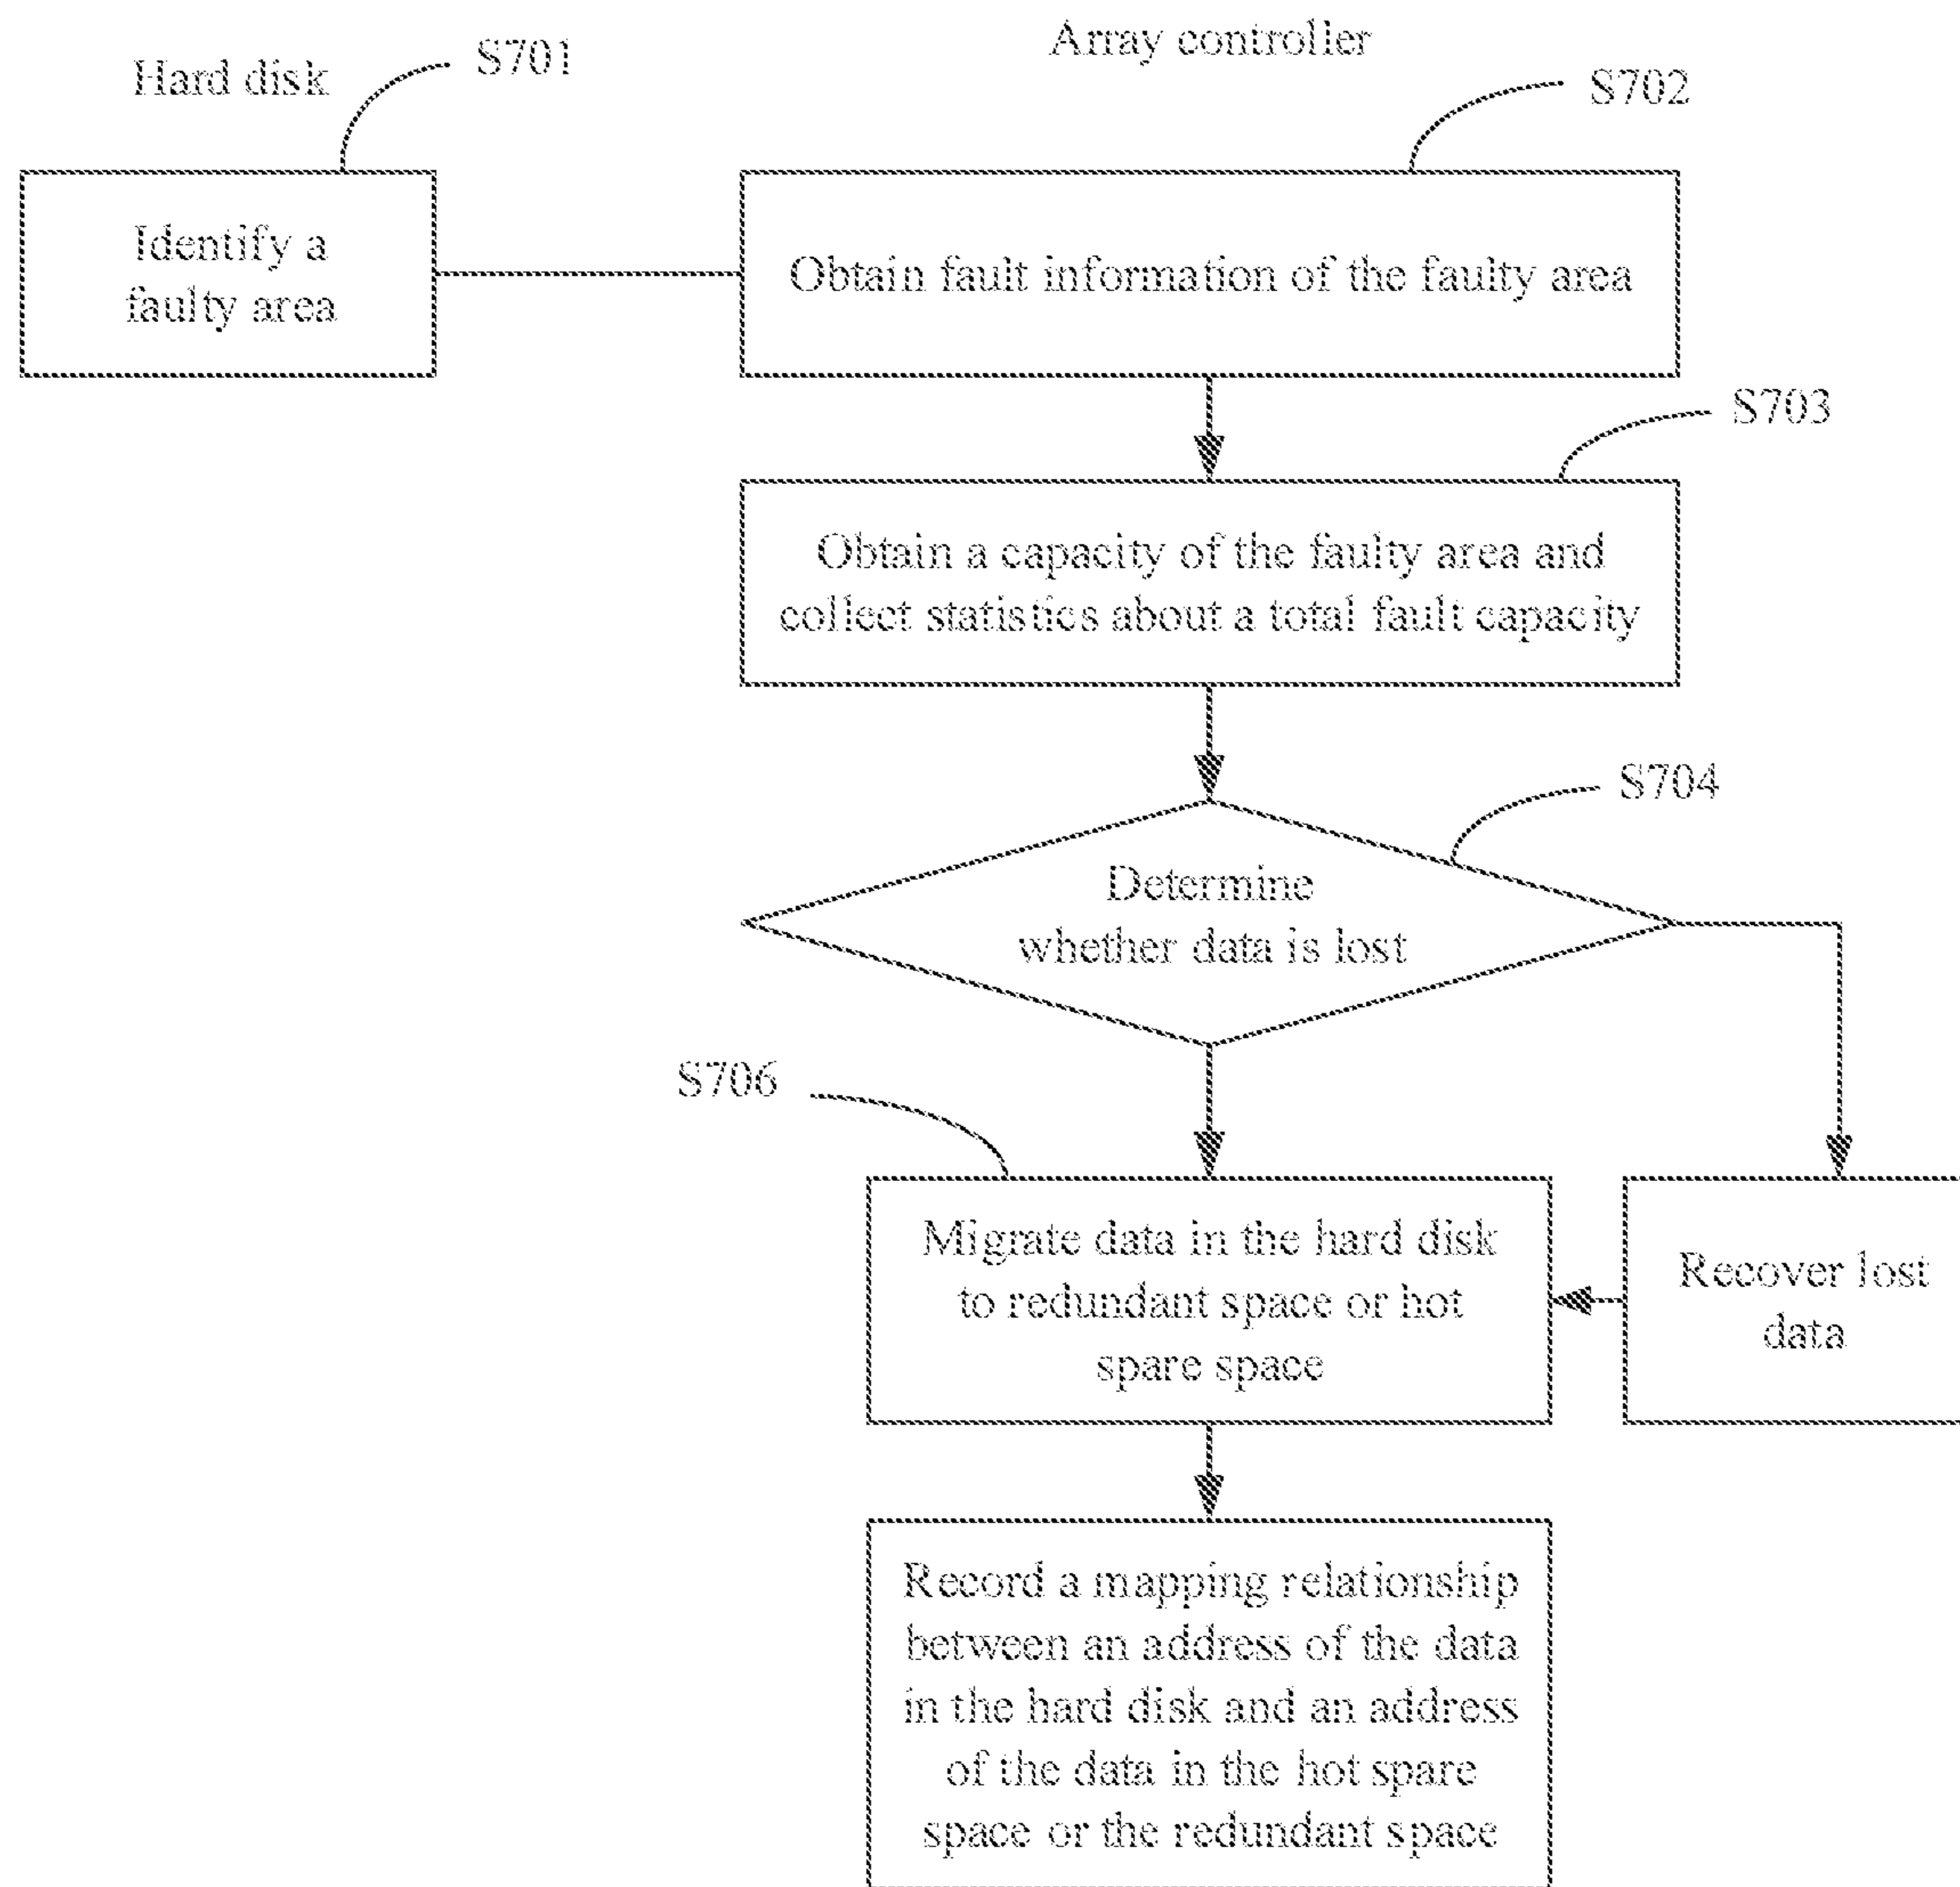 Hard disk
S701
Array controller
S702
Identify a
faulty area
Obtain fault information of the faulty area
S703
Obtain a capacity of the faulty area and
collect statistics about a total fault capacity
S704
Determine
whether data is lost
S706
Migrate data in the hard disk
to redundant space or hot
spare space
Recover lost
data
Record a mapping relationship
between an address of the data
in the hard disk and an address
of the data in the hot spare
space or the redundant space